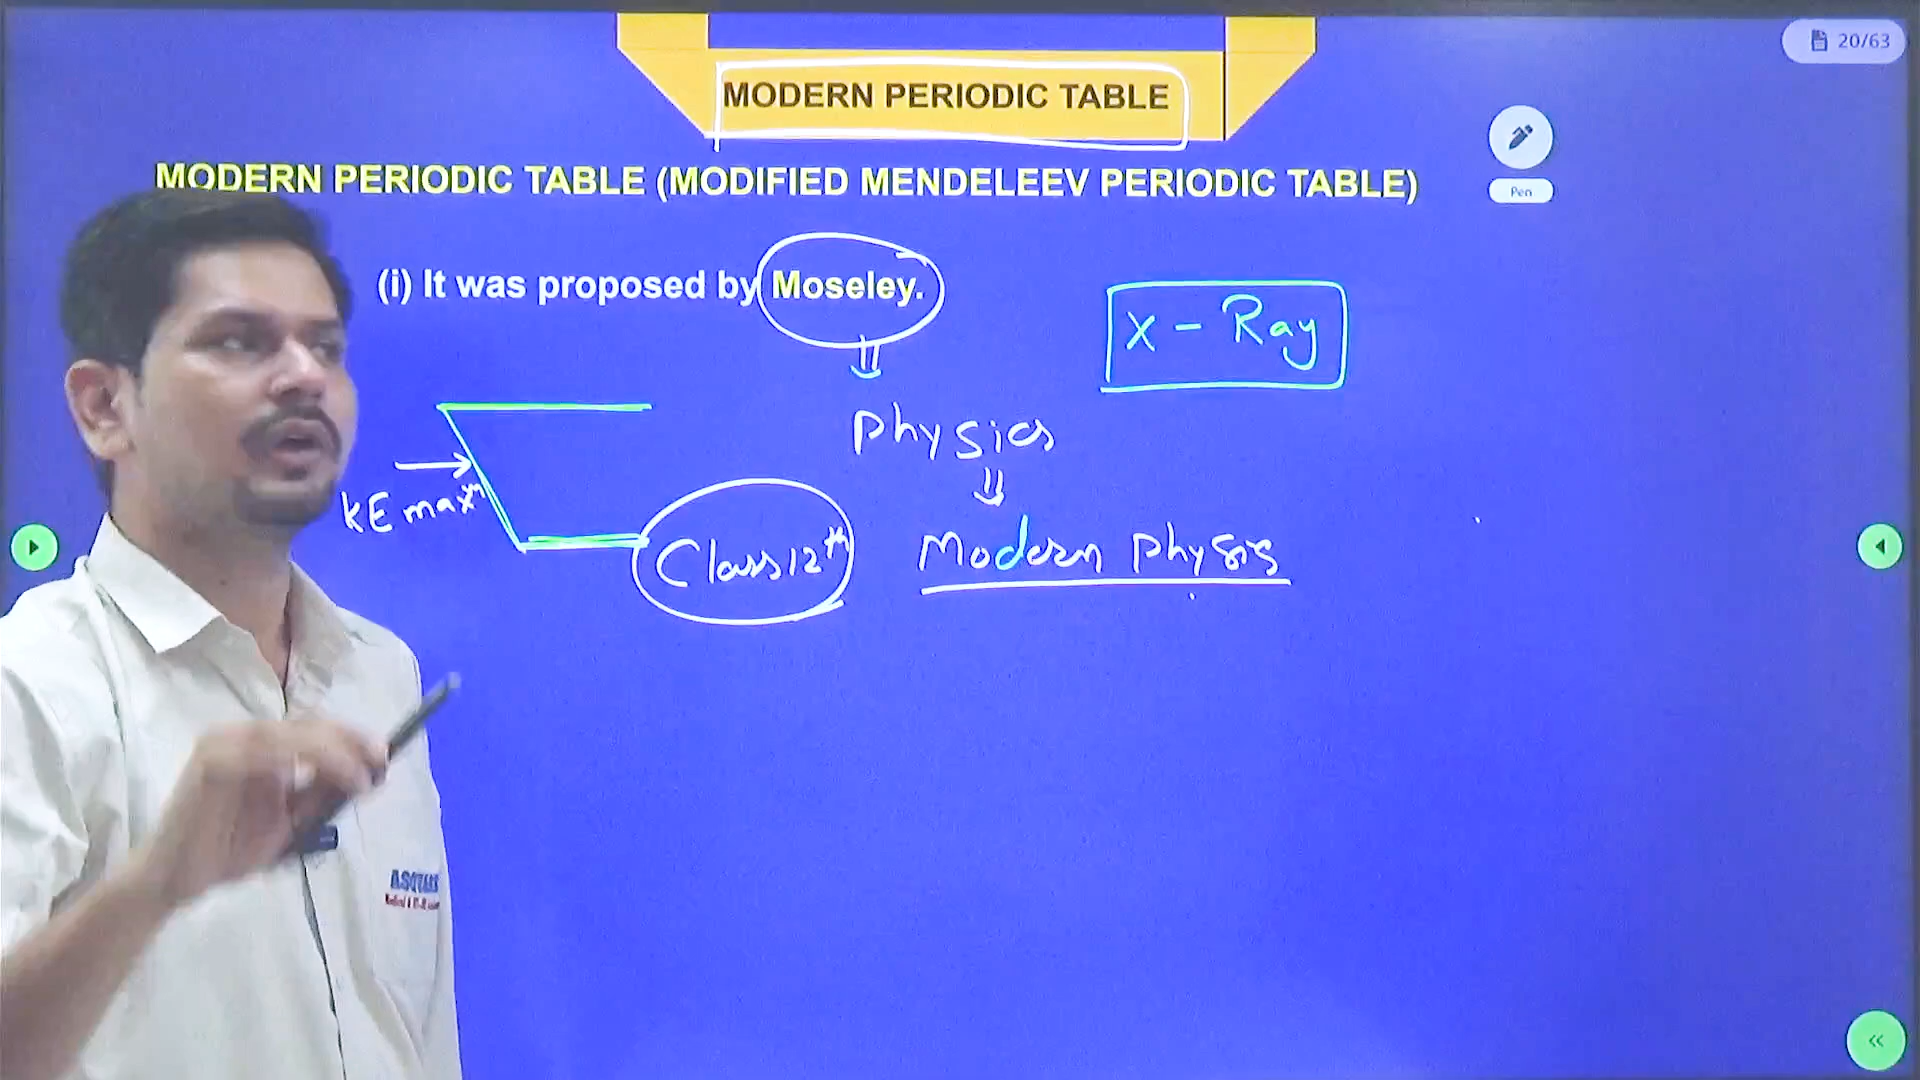 20/63
MODERN PERIODIC TABLE
Pen
MODERN PERIODIC TABLE (MODIFIED MENDELEEV PERIODIC TABLE)
(i) It was proposed by Moseley.
X - Ray
Physics
KE max^m
Class 12th
Modern Physics